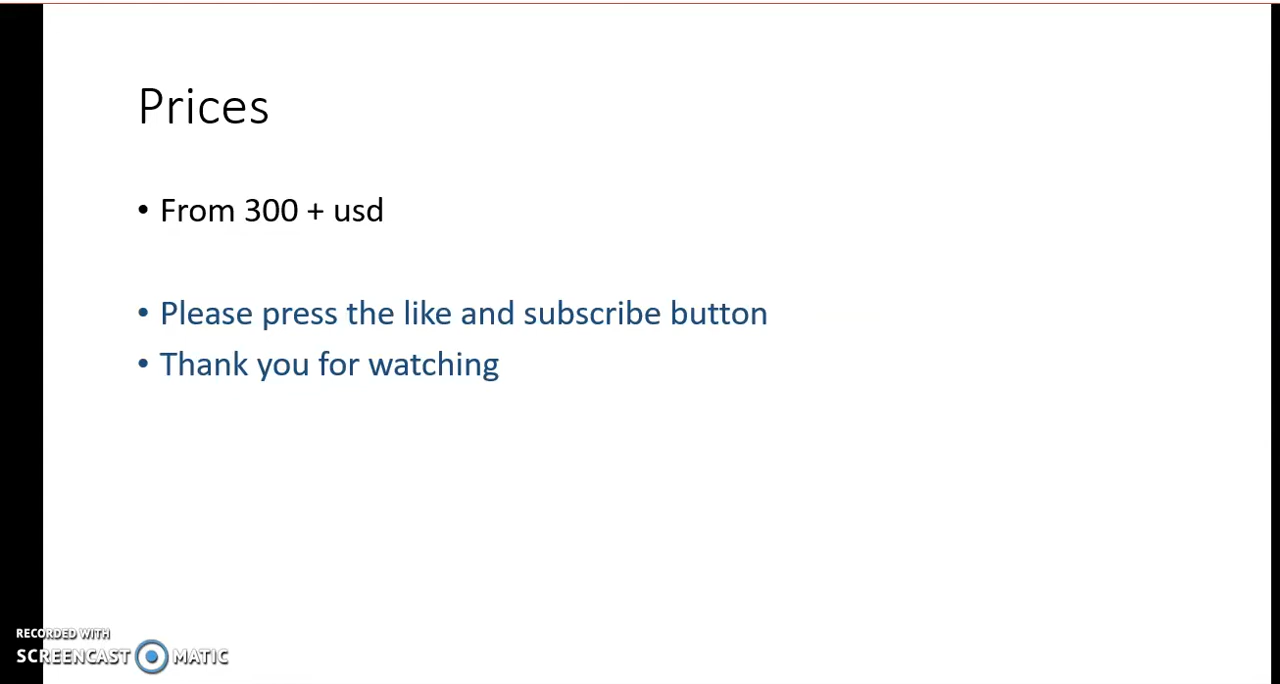 Prices
• From 300 + usd
• Please press the like and subscribe button
• Thank you for watching
RECORDED WITH
SCREENCAST MATIC